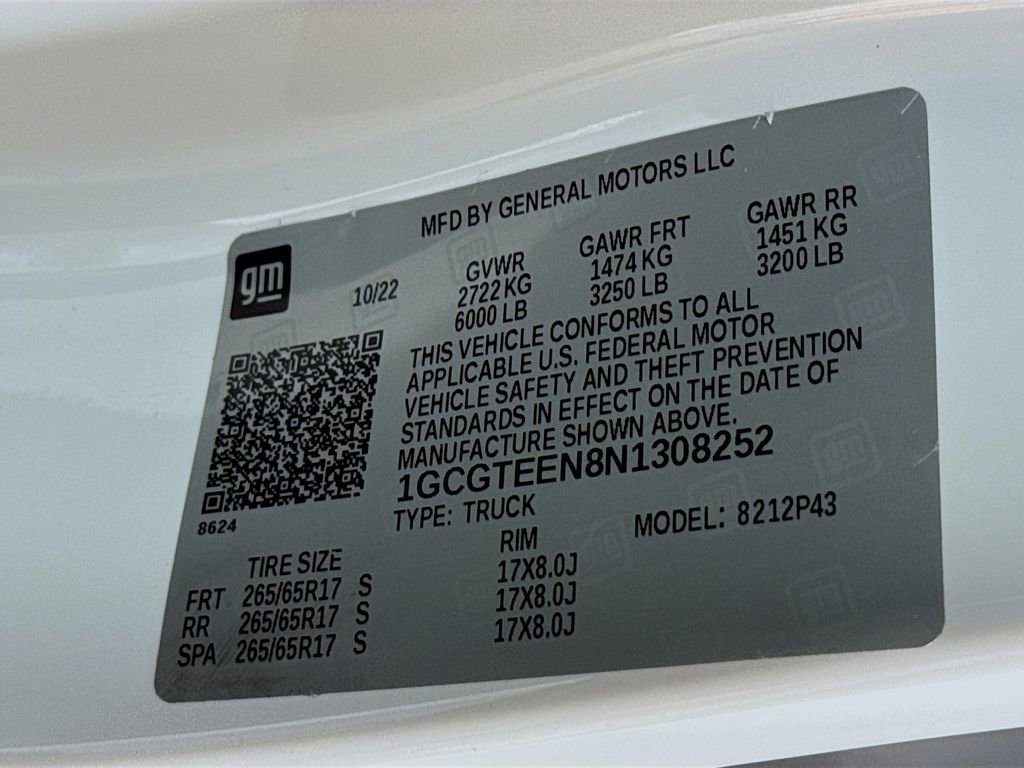 MFD BY GENERAL MOTORS LLC
gm
10/22
GVWR
2722 KG
6000 LB
GAWR FRT
1474 KG
3250 LB
GAWR RR
1451 KG
3200 LB
THIS VEHICLE CONFORMS TO ALL
APPLICABLE U.S. FEDERAL MOTOR
VEHICLE SAFETY AND THEFT PREVENTION
STANDARDS IN EFFECT ON THE DATE OF
MANUFACTURE SHOWN ABOVE.
1GCGTEEN8N1308252
8624
TYPE: TRUCK
MODEL: 8212P43
TIRE SIZE RIM
FRT 265/65R17 S 17X8.0J
RR 265/65R17 S 17X8.0J
SPA 265/65R17 S 17X8.0J